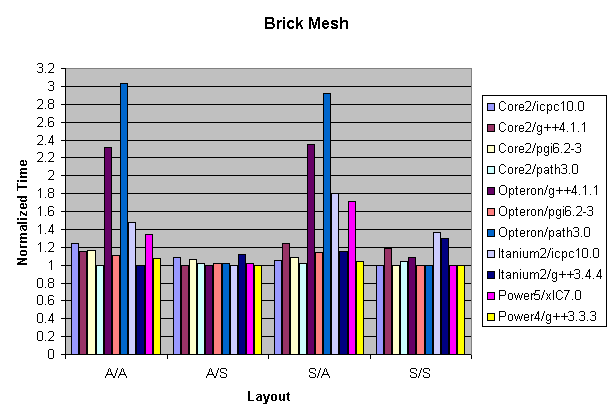 Brick Mesh
Normalized Time
3.2
3
2.8
2.6
2.4
2.2
2
1.8
1.6
1.4
1.2
1
0.8
0.6
0.4
0.2
0
A/A
A/S
S/A
S/S
Layout
Core2/icpc10.0
Core2/g++4.1.1
Core2/pgi6.2-3
Core2/path3.0
Opteron/g++4.1.1
Opteron/pgi6.2-3
Opteron/path3.0
Itanium2/icpc10.0
Itanium2/g++3.4.4
Power5/xlC7.0
Power4/g++3.3.3